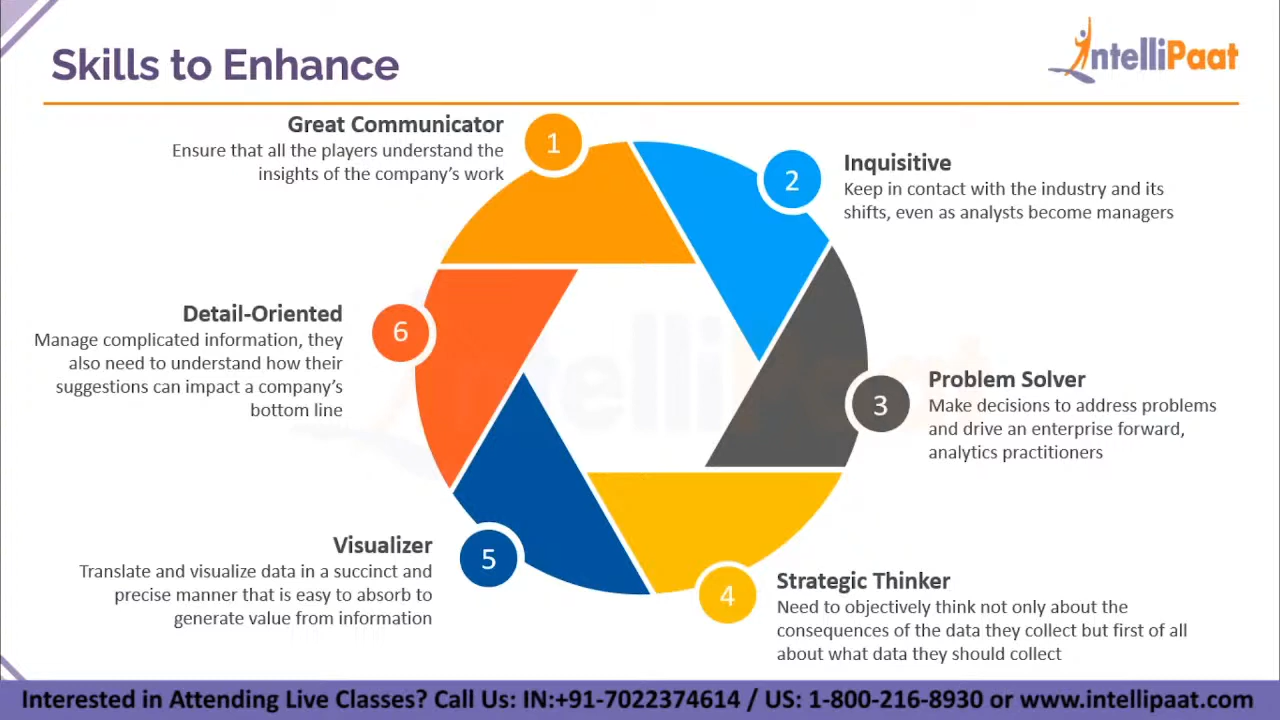 Skills to Enhance
IntelliPaat
Great Communicator
Ensure that all the players understand the
insights of the company's work
1
2
Inquisitive
Keep in contact with the industry and its
shifts, even as analysts become managers
3
Problem Solver
Make decisions to address problems
and drive an enterprise forward,
analytics practitioners
4
Strategic Thinker
Need to objectively think not only about the
consequences of the data they collect but first of all
about what data they should collect
5
Visualizer
Translate and visualize data in a succinct and
precise manner that is easy to absorb to
generate value from information
6
Detail-Oriented
Manage complicated information, they
also need to understand how their
suggestions can impact a company's
bottom line
IntelliPaat
Interested in Attending Live Classes? Call Us: IN:+91-7022374614 / US: 1-800-216-8930 or www.intellipaat.com